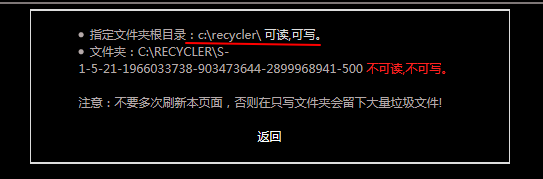 指定文件夹根目录：c:\recycler\ 可读,可写。
文件夹：C:\RECYCLER\S-
1-5-21-1966033738-903473644-2899968941-500 不可读,不可写。
注意：不要多次刷新本页面，否则在只写文件夹会留下大量垃圾文件!
返回